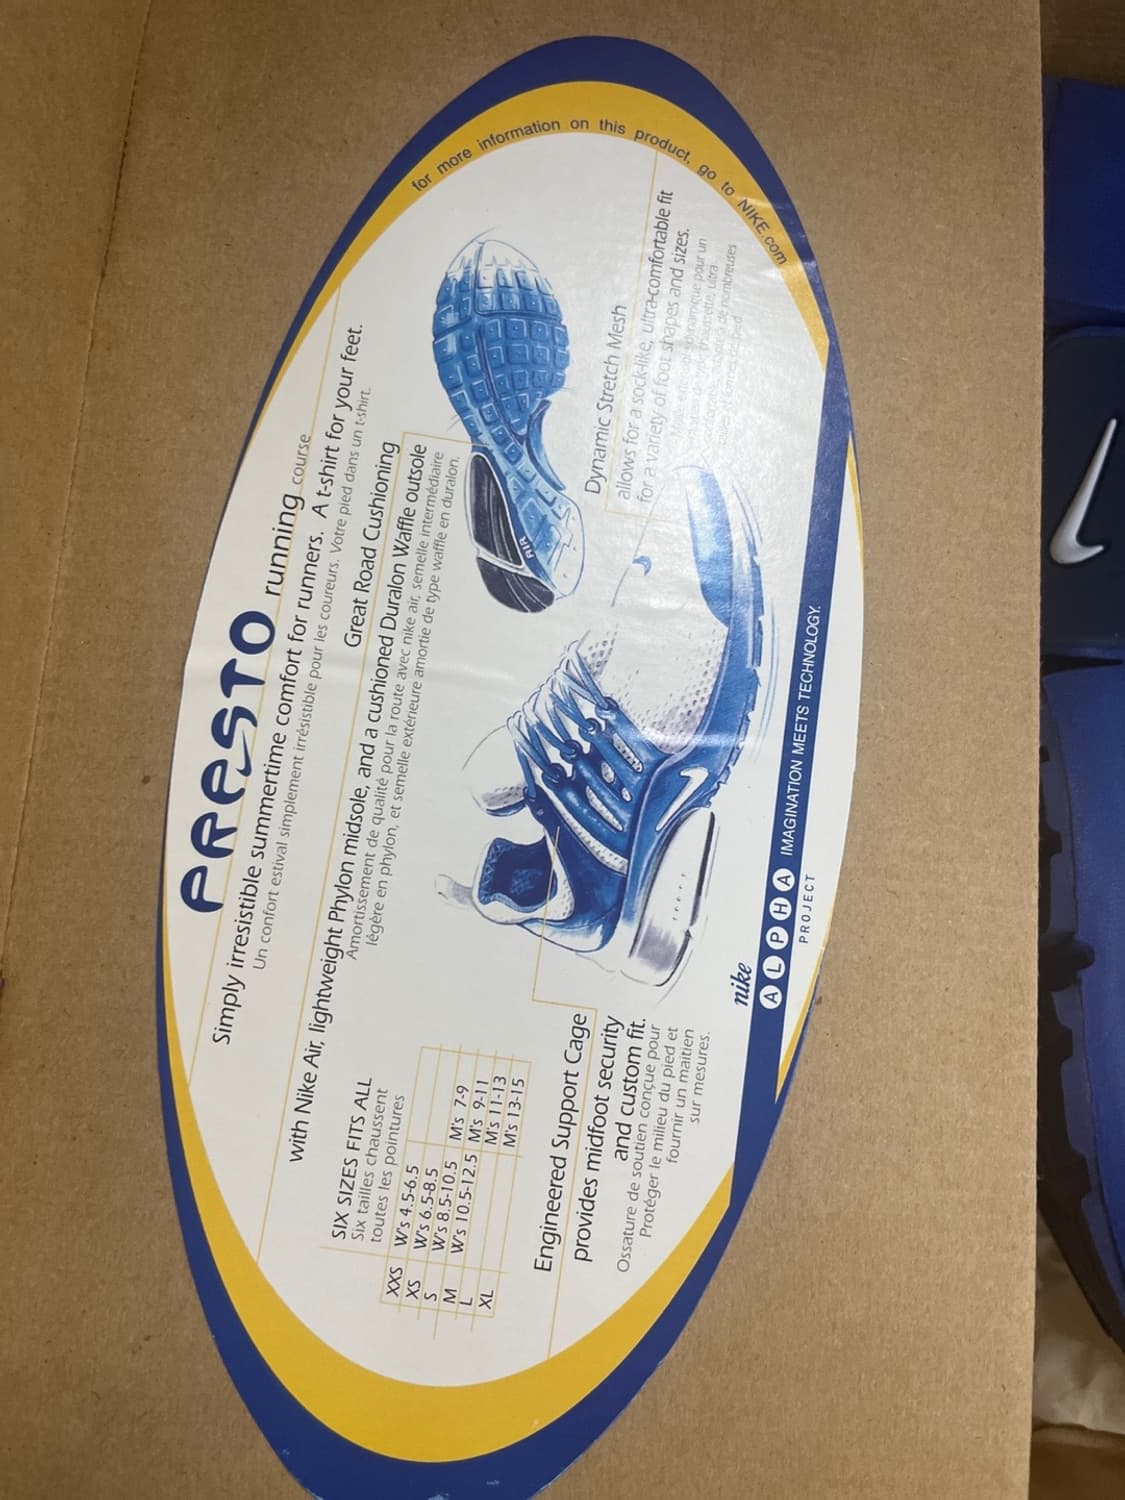 PRESTO running course
Simply irresistible summertime comfort for runners. A t-shirt for your feet.
Un confort estival simplement irrésistible pour les coureurs. Votre pied dans un t-shirt.
Great Road Cushioning
with Nike Air, lightweight Phylon midsole, and a cushioned Duralon Waffle outsole
Amortissement de qualité pour la route avec nike air, semelle intermédiaire
légère en phylon, et semelle extérieure amortie de type waffle en duralon.
for more information on this product, go to NIKE.com
SIX SIZES FITS ALL
Six tailles chaussent
toutes les pointures
XXS W's 4.5-6.5
XS W's 6.5-8.5
S W's 8.5-10.5 M's 7-9
M W's 10.5-12.5 M's 9-11
L M's 11-13
XL M's 13-15
AIR
Dynamic Stretch Mesh
allows for a sock-like, ultra-comfortable fit
for a variety of foot shapes and sizes.
pour un
ultra
à de nombreuses
Engineered Support Cage
provides midfoot security
and custom fit.
Ossature de soutien conçue pour
Protéger le milieu du pied et
fournir un maitien
sur mesures.
nike
ALPHA IMAGINATION MEETS TECHNOLOGY.
PROJECT